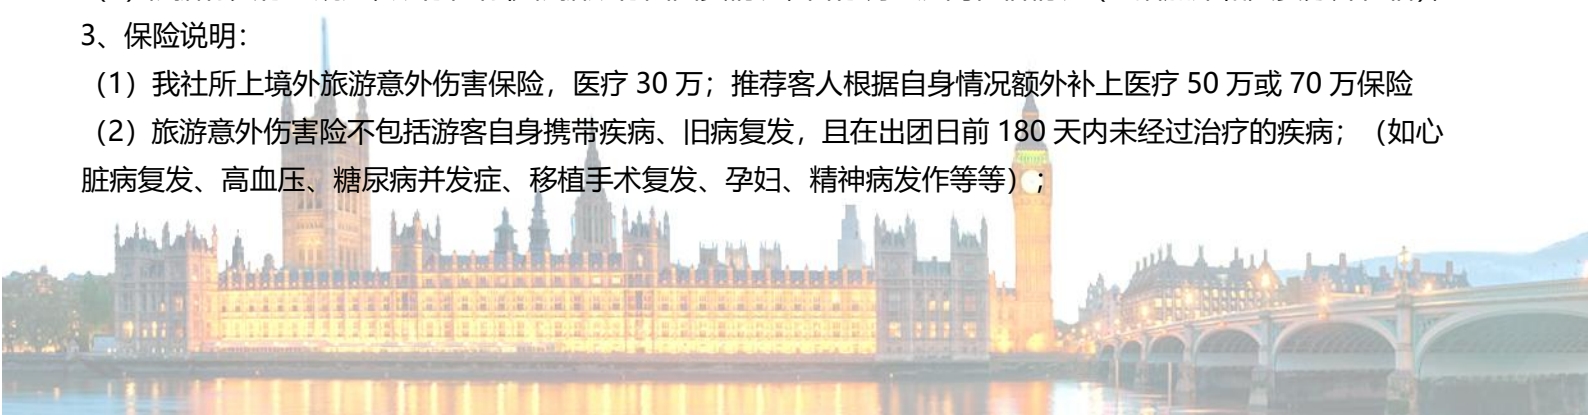 3、保险说明：
（1）我社所上境外旅游意外伤害保险，医疗 30 万；推荐客人根据自身情况额外补上医疗 50 万或 70 万保险
（2）旅游意外伤害险不包括游客自身携带疾病、旧病复发，且在出团日前 180 天内未经过治疗的疾病；（如心
脏病复发、高血压、糖尿病并发症、移植手术复发、孕妇、精神病发作等等）；